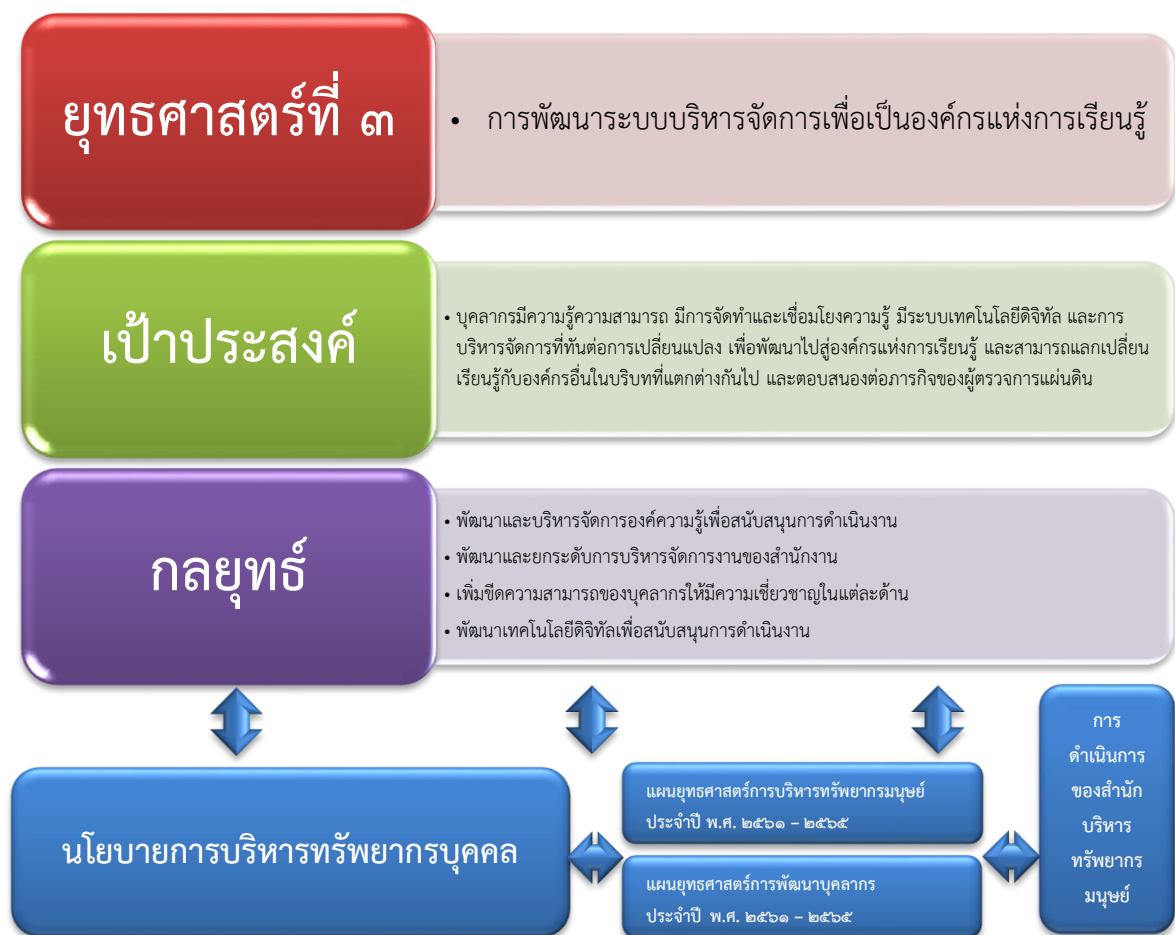 ยุทธศาสตร์ที่ ๓
• การพัฒนาระบบบริหารจัดการเพื่อเป็นองค์กรแห่งการเรียนรู้
เป้าประสงค์
• บุคลากรมีความรู้ความสามารถ มีการจัดทำและเชื่อมโยงความรู้ มีระบบเทคโนโลยีดิจิทัล และการ
บริหารจัดการที่ทันต่อการเปลี่ยนแปลง เพื่อพัฒนาไปสู่องค์กรแห่งการเรียนรู้ และสามารถแลกเปลี่ยน
เรียนรู้กับองค์กรอื่นในบริบทที่แตกต่างกันไป และตอบสนองต่อภารกิจของผู้ตรวจการแผ่นดิน
กลยุทธ์
• พัฒนาและบริหารจัดการองค์ความรู้เพื่อสนับสนุนการดำเนินงาน
• พัฒนาและยกระดับการบริหารจัดการงานของสำนักงาน
• เพิ่มขีดความสามารถของบุคลากรให้มีความเชี่ยวชาญในแต่ละด้าน
• พัฒนาเทคโนโลยีดิจิทัลเพื่อสนับสนุนการดำเนินงาน
นโยบายการบริหารทรัพยากรบุคคล
แผนยุทธศาสตร์การบริหารทรัพยากรมนุษย์
ประจำปี พ.ศ. ๒๕๖๑ – ๒๕๖๕
แผนยุทธศาสตร์การพัฒนาบุคลากร
ประจำปี พ.ศ. ๒๕๖๑ – ๒๕๖๕
การ
ดำเนินการ
ของสำนัก
บริหาร
ทรัพยากร
มนุษย์